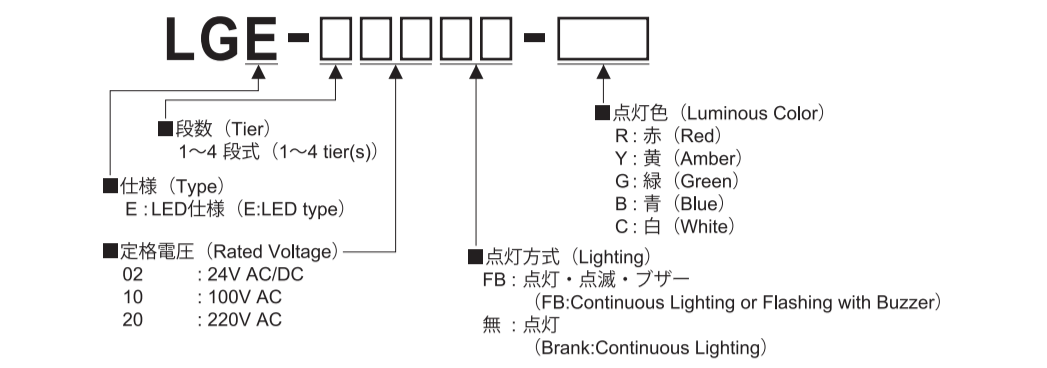 LGE-□□□□□-□
■段数（Tier）
1～4 段式（1～4 tier(s)）
■仕様（Type）
E：LED仕様（E:LED type）
■定格電圧（Rated Voltage）
02 : 24V AC/DC
10 : 100V AC
20 : 220V AC
■点灯色（Luminous Color）
R : 赤（Red）
Y : 黄（Amber）
G : 緑（Green）
B : 青（Blue）
C : 白（White）
■点灯方式（Lighting）
FB : 点灯・点滅・ブザー
（FB:Continuous Lighting or Flashing with Buzzer）
無 : 点灯
（Brank:Continuous Lighting）